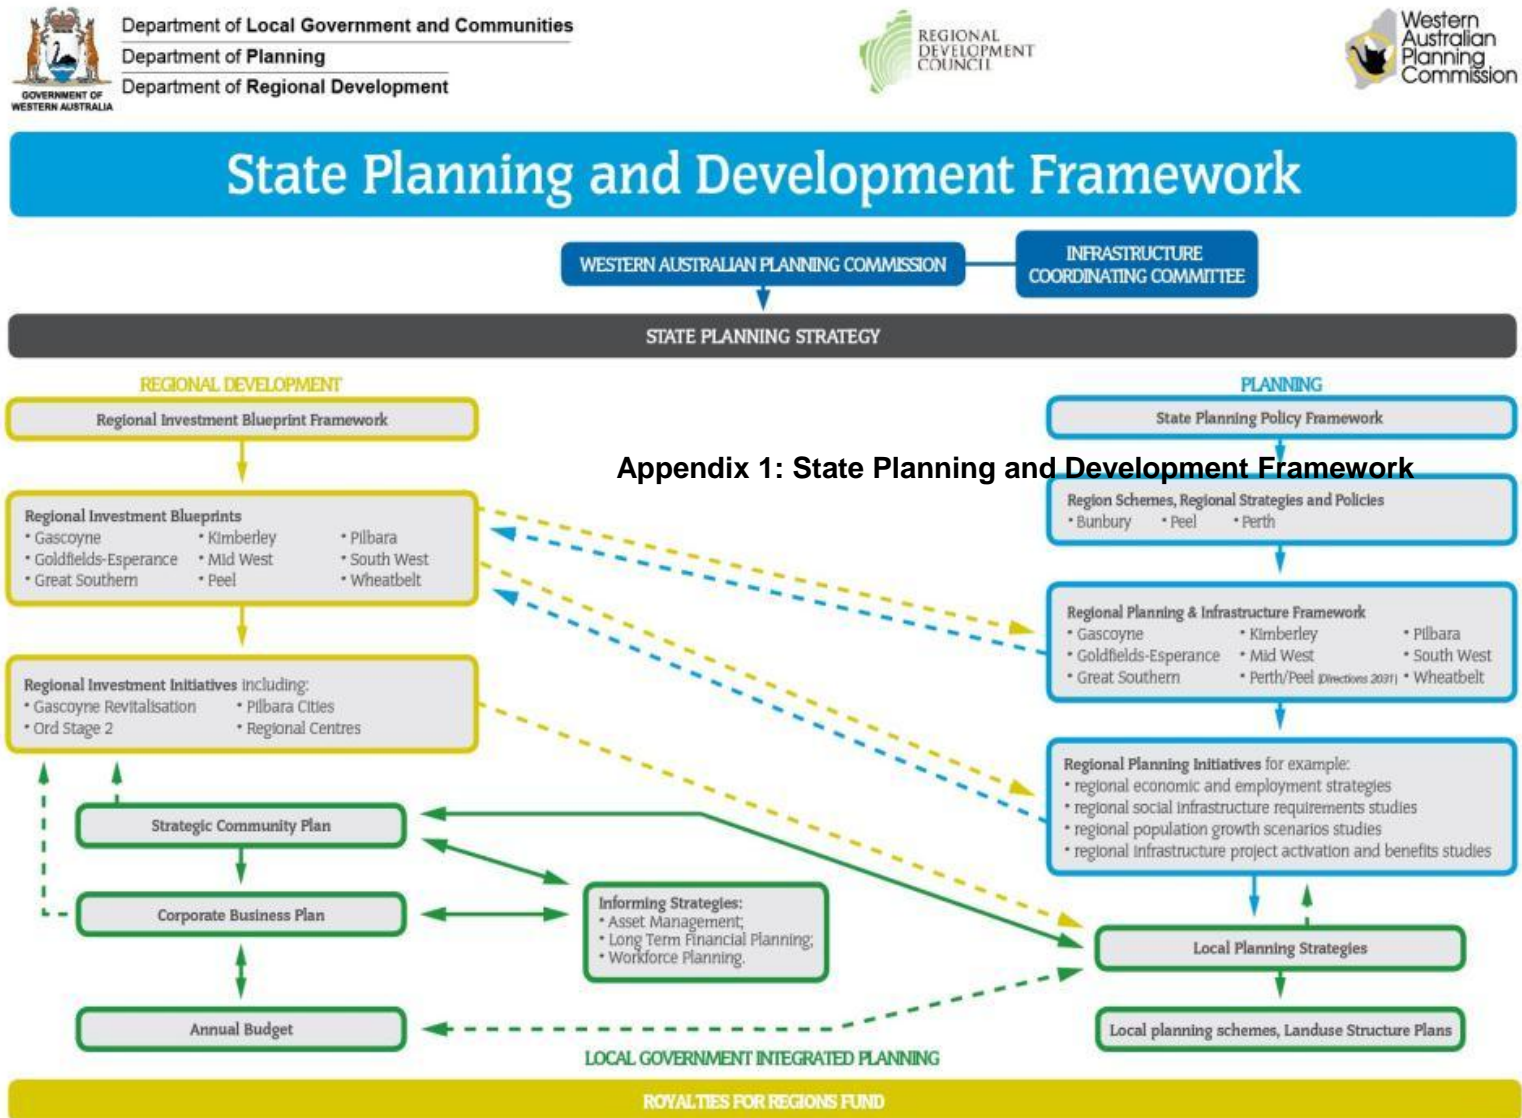 GOVERNMENT OF
WESTERN AUSTRALIA
Department of Local Government and Communities
Department of Planning
Department of Regional Development
REGIONAL
DEVELOPMENT
COUNCIL
Western
Australian
Planning
Commission
State Planning and Development Framework
WESTERN AUSTRALIAN PLANNING COMMISSION
INFRASTRUCTURE
COORDINATING COMMITTEE
STATE PLANNING STRATEGY
REGIONAL DEVELOPMENT
Regional Investment Blueprint Framework
Regional Investment Blueprints
• Gascoyne • Kimberley • Pilbara
• Goldfields-Esperance • Mid West • South West
• Great Southern • Peel • Wheatbelt
Regional Investment Initiatives including:
• Gascoyne Revitalisation • Pilbara Cities
• Ord Stage 2 • Regional Centres
PLANNING
State Planning Policy Framework
Appendix 1: State Planning and Development Framework
Region Schemes, Regional Strategies and Policies
• Bunbury • Peel • Perth
Regional Planning & Infrastructure Framework
• Gascoyne • Kimberley • Pilbara
• Goldfields-Esperance • Mid West • South West
• Great Southern • Perth/Peel (Directions 2031) • Wheatbelt
Regional Planning Initiatives for example:
• regional economic and employment strategies
• regional social infrastructure requirements studies
• regional population growth scenarios studies
• regional infrastructure project activation and benefits studies
Strategic Community Plan
Corporate Business Plan
Annual Budget
Informing Strategies:
• Asset Management;
• Long Term Financial Planning;
• Workforce Planning.
Local Planning Strategies
Local planning schemes, Landuse Structure Plans
LOCAL GOVERNMENT INTEGRATED PLANNING
ROYALTIES FOR REGIONS FUND